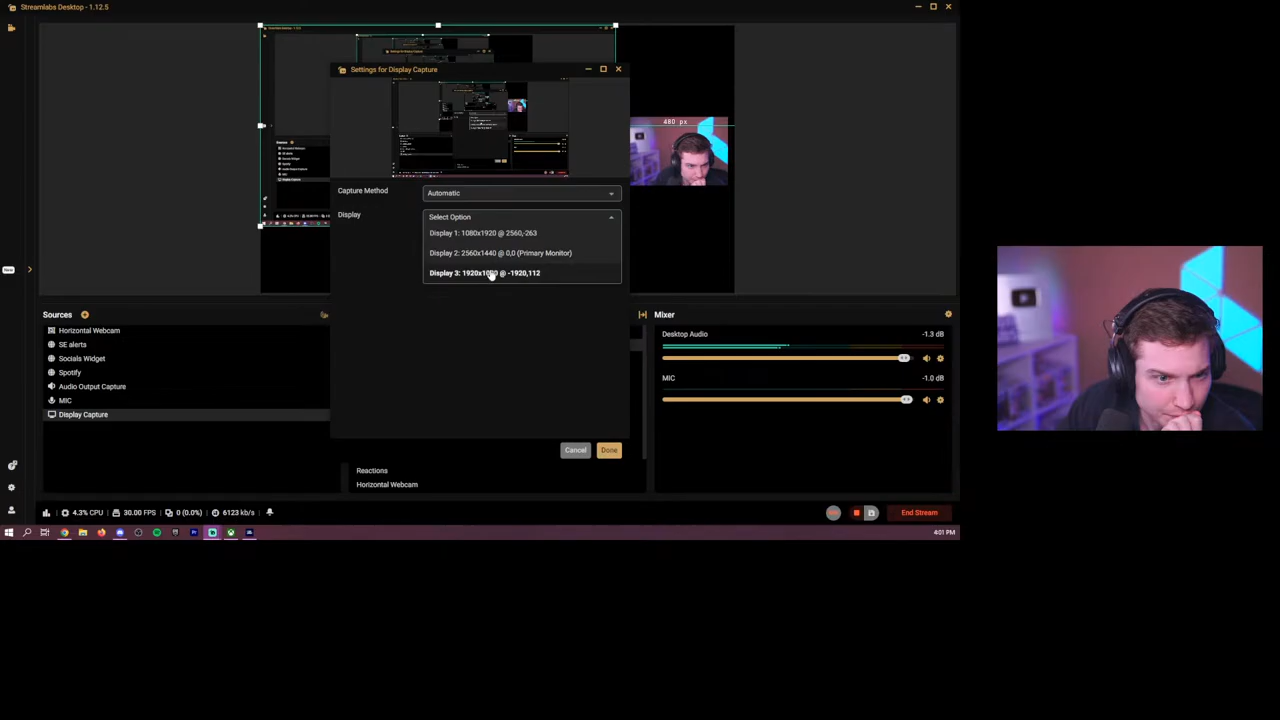 Streamlabs Desktop - 1.12.5
Settings for Display Capture
480 px
Capture Method
Automatic
Display
Select Option
Display 1: 1080x1920 @ 2560,-263
Display 2: 2560x1440 @ 0,0 (Primary Monitor)
Display 3: 1920x1080 @ -1920,112
Sources
Horizontal Webcam
SE alerts
Socials Widget
Spotify
Audio Output Capture
MIC
Display Capture
Cancel
Done
Reactions
Horizontal Webcam
Mixer
Desktop Audio
-1.3 dB
MIC
-1.0 dB
4.3% CPU
30.00 FPS
0 (0.0%)
6123 kb/s
End Stream
4:01 PM